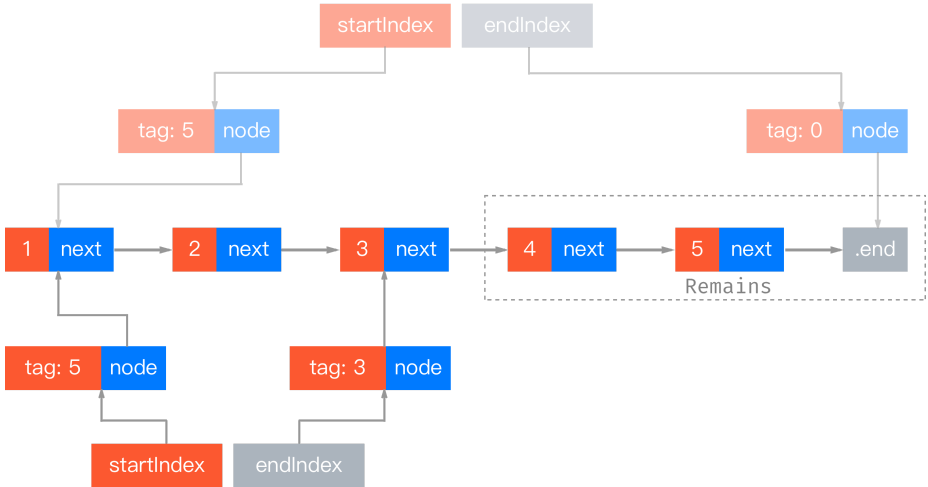 startIndex endIndex
tag: 5 node tag: 0 node
1 next 2 next 3 next 4 next 5 next .end
Remains
tag: 5 node tag: 3 node
startIndex endIndex